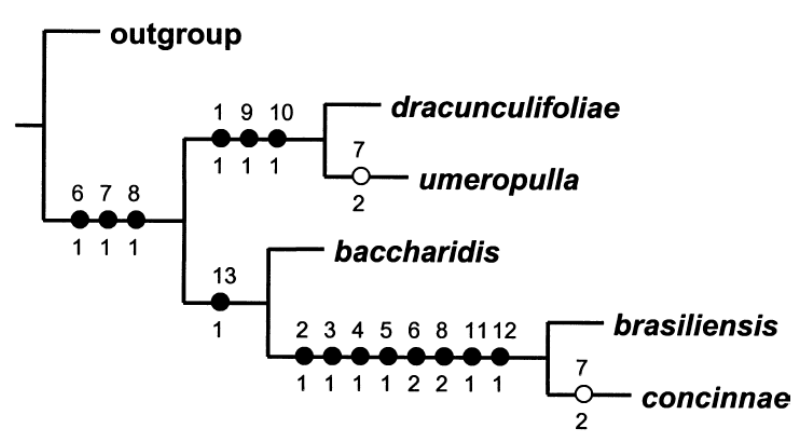 outgroup
1 9 10
dracunculifoliae
1 1 1
7
umeropulla
2
6 7 8
1 1 1
baccharidis
13
1
2 3 4 5 6 8 11 12
brasiliensis
1 1 1 1 2 2 1 1
7
concinnae
2